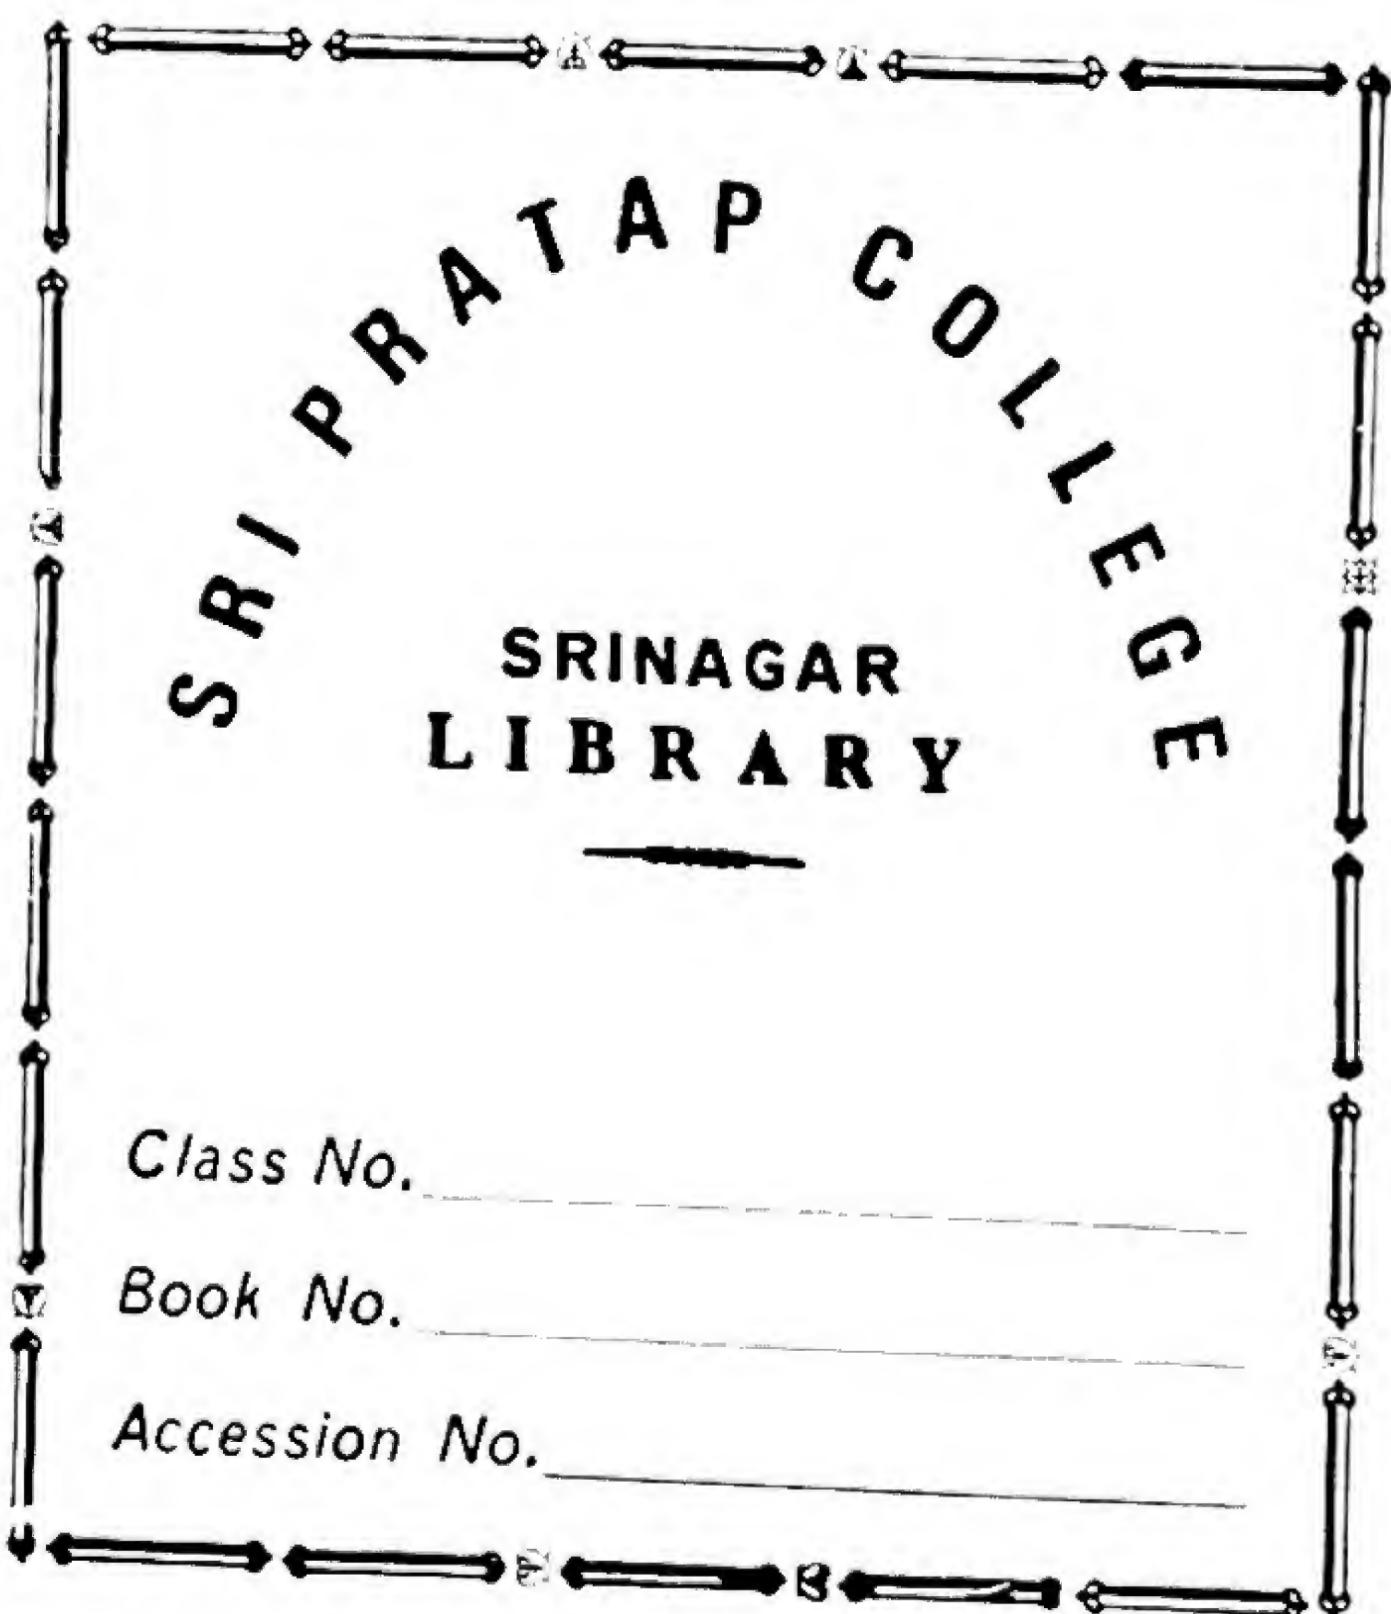 SRI PRATAP COLLEGE
SRINAGAR
LIBRARY
Class No.
Book No.
Accession No.